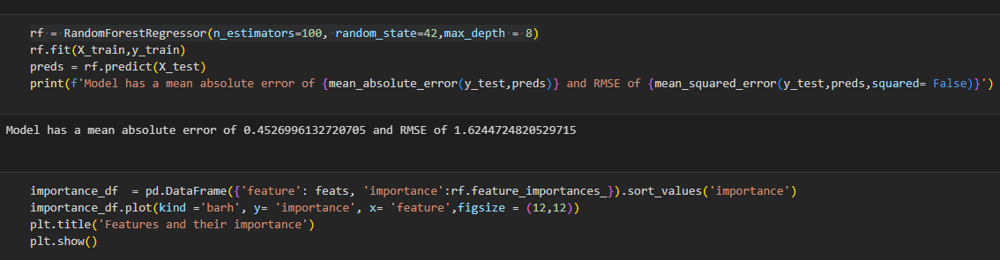 rf = RandomForestRegressor(n_estimators=100, random_state=42,max_depth = 8)
rf.fit(X_train,y_train)
preds = rf.predict(X_test)
print(f'Model has a mean absolute error of {mean_absolute_error(y_test,preds)} and RMSE of {mean_squared_error(y_test,preds,squared= False)}')
Model has a mean absolute error of 0.4526996132720705 and RMSE of 1.6244724820529715
importance_df  = pd.DataFrame({'feature': feats, 'importance':rf.feature_importances_}).sort_values('importance')
importance_df.plot(kind ='barh', y= 'importance', x= 'feature',figsize = (12,12))
plt.title('Features and their importance')
plt.show()